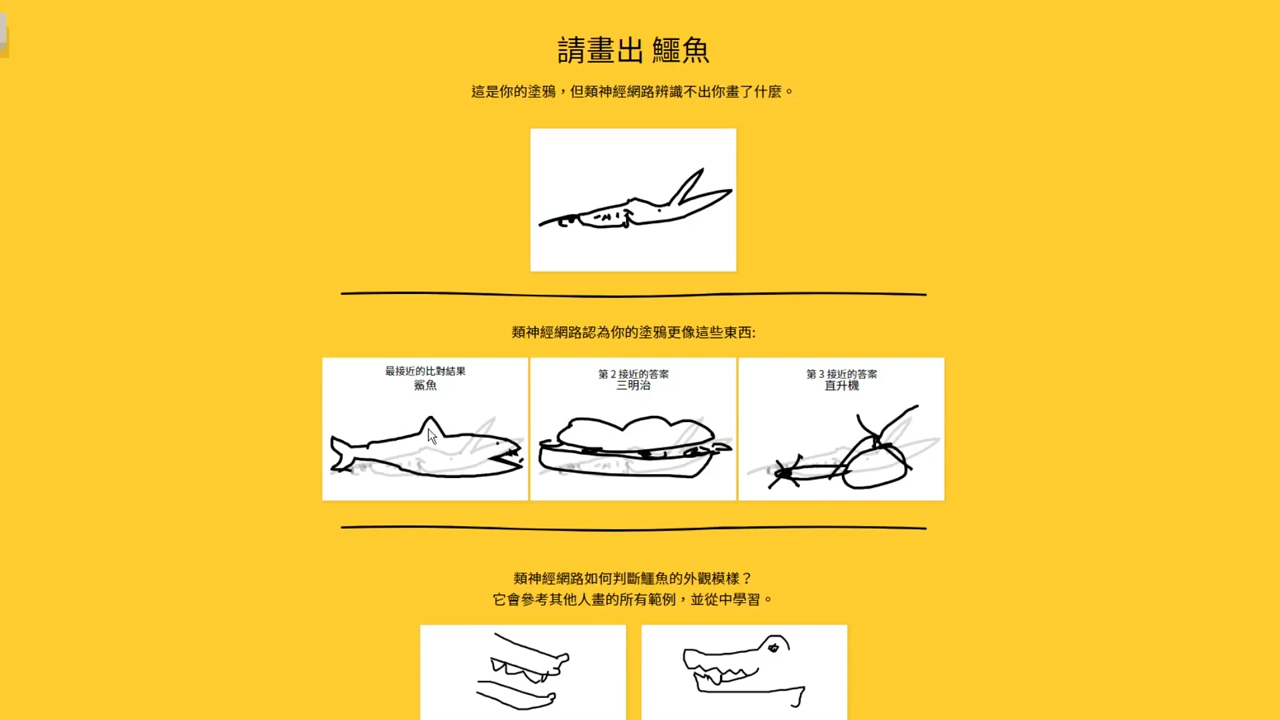 請畫出 鱷魚
這是你的塗鴉，但類神經網路辨識不出你畫了什麼。
類神經網路認為你的塗鴉更像這些東西:
最接近的比對結果
鯊魚
第 2 接近的答案
三明治
第 3 接近的答案
直升機
類神經網路如何判斷鱷魚的外觀模樣？
它會參考其他人畫的所有範例，並從中學習。